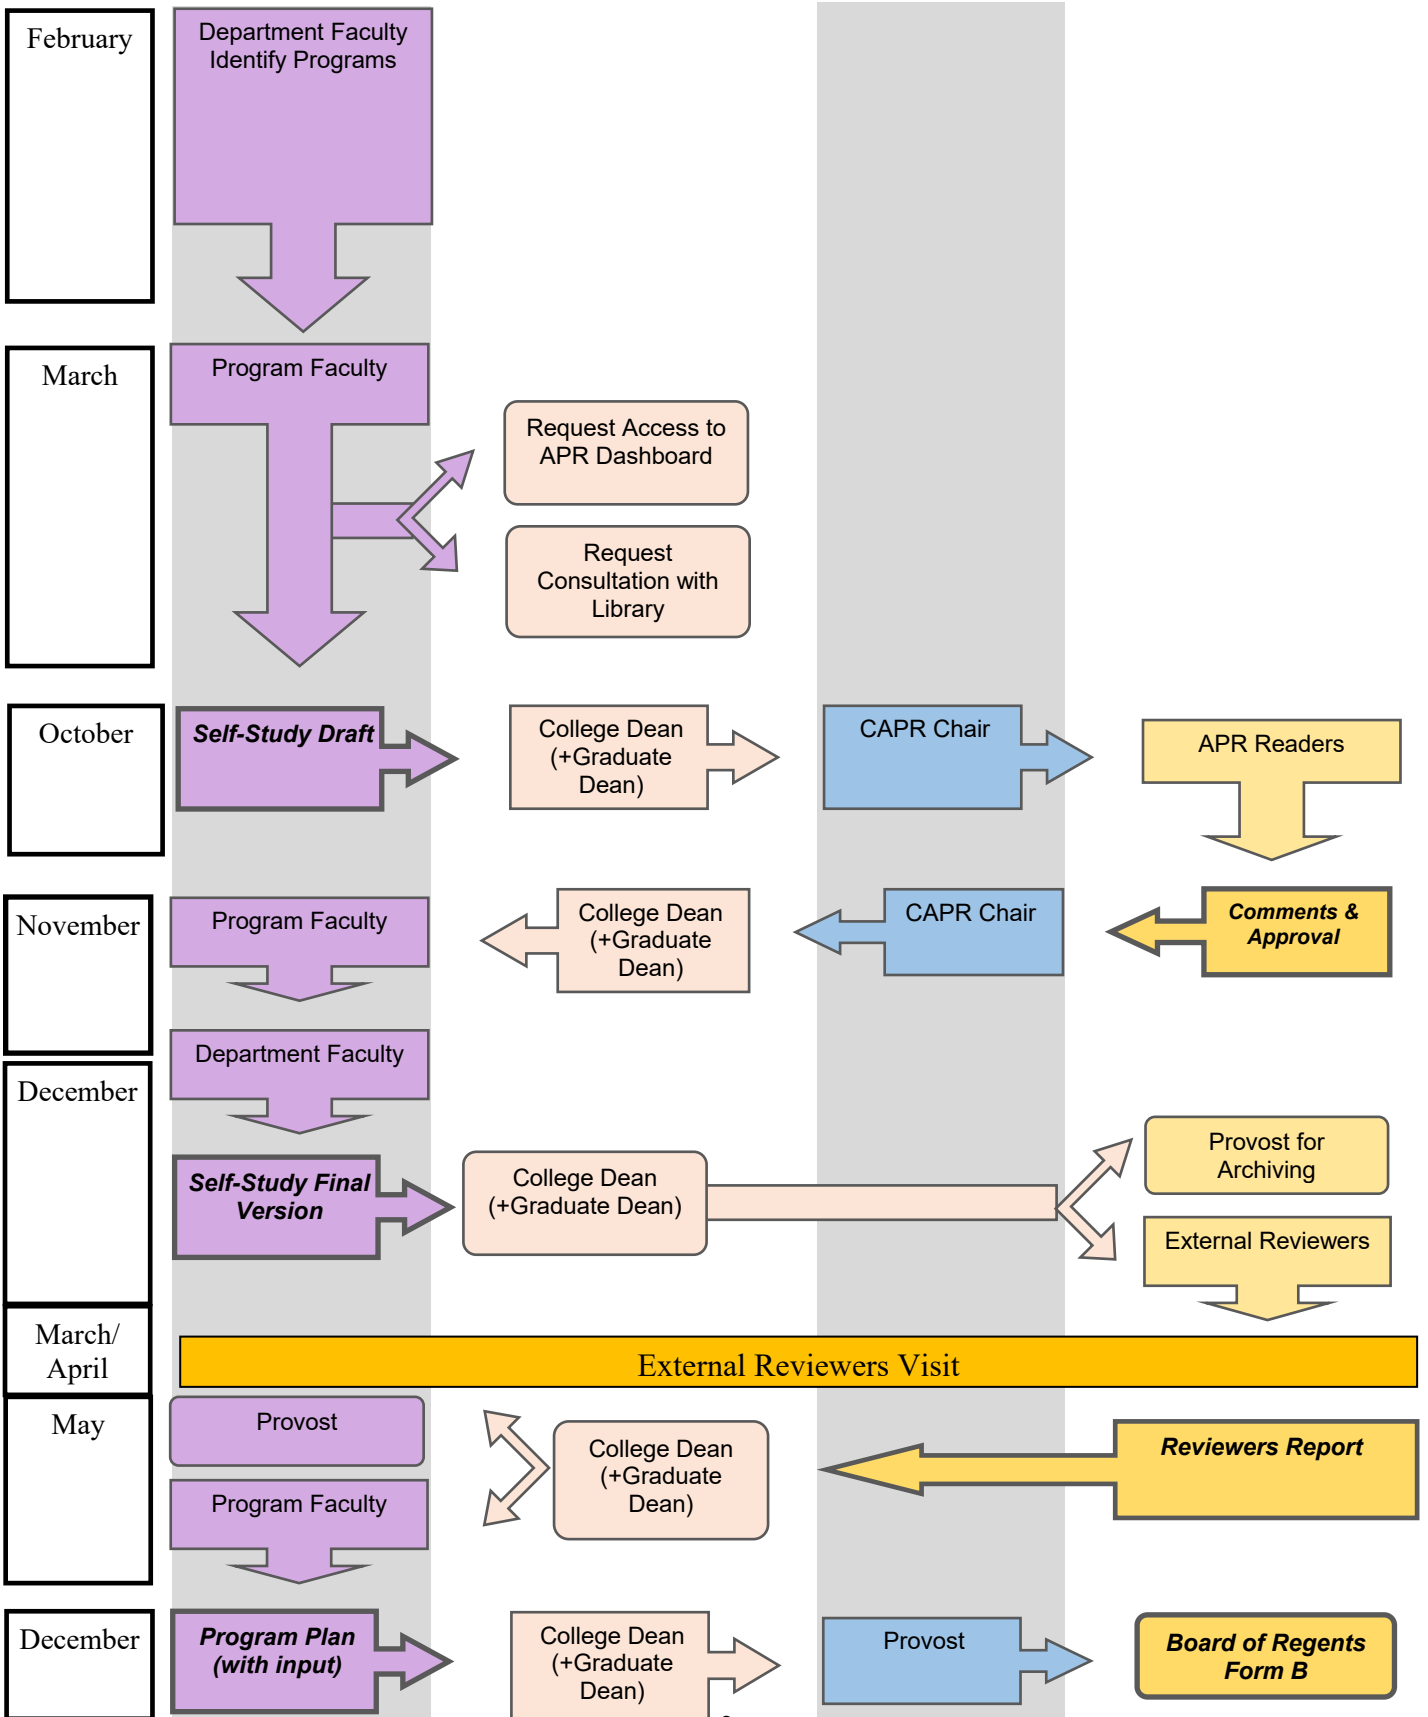 February
Department Faculty
Identify Programs
March
Program Faculty
Request Access to
APR Dashboard
Request
Consultation with
Library
October
Self-Study Draft
College Dean
(+Graduate
Dean)
CAPR Chair
APR Readers
November
Program Faculty
College Dean
(+Graduate
Dean)
CAPR Chair
Comments &
Approval
Department Faculty
December
Self-Study Final
Version
College Dean
(+Graduate Dean)
Provost for
Archiving
External Reviewers
March/
April
External Reviewers Visit
May
Provost
Program Faculty
College Dean
(+Graduate
Dean)
Reviewers Report
December
Program Plan
(with input)
College Dean
(+Graduate
Dean)
Provost
Board of Regents
Form B